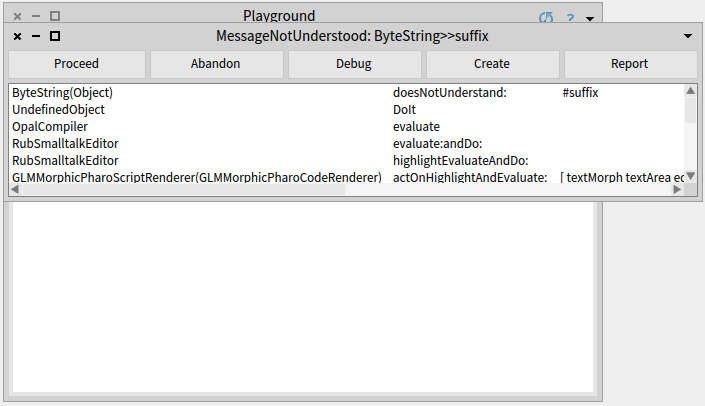 Playground
?
MessageNotUnderstood: ByteString>>suffix
Proceed Abandon Debug Create Report
ByteString(Object) doesNotUnderstand: #suffix
UndefinedObject DoIt
OpalCompiler evaluate
RubSmalltalkEditor evaluate:andDo:
RubSmalltalkEditor highlightEvaluateAndDo:
GLMMorphicPharoScriptRenderer(GLMMorphicPharoCodeRenderer) actOnHighlightAndEvaluate: [ textMorph textArea ec